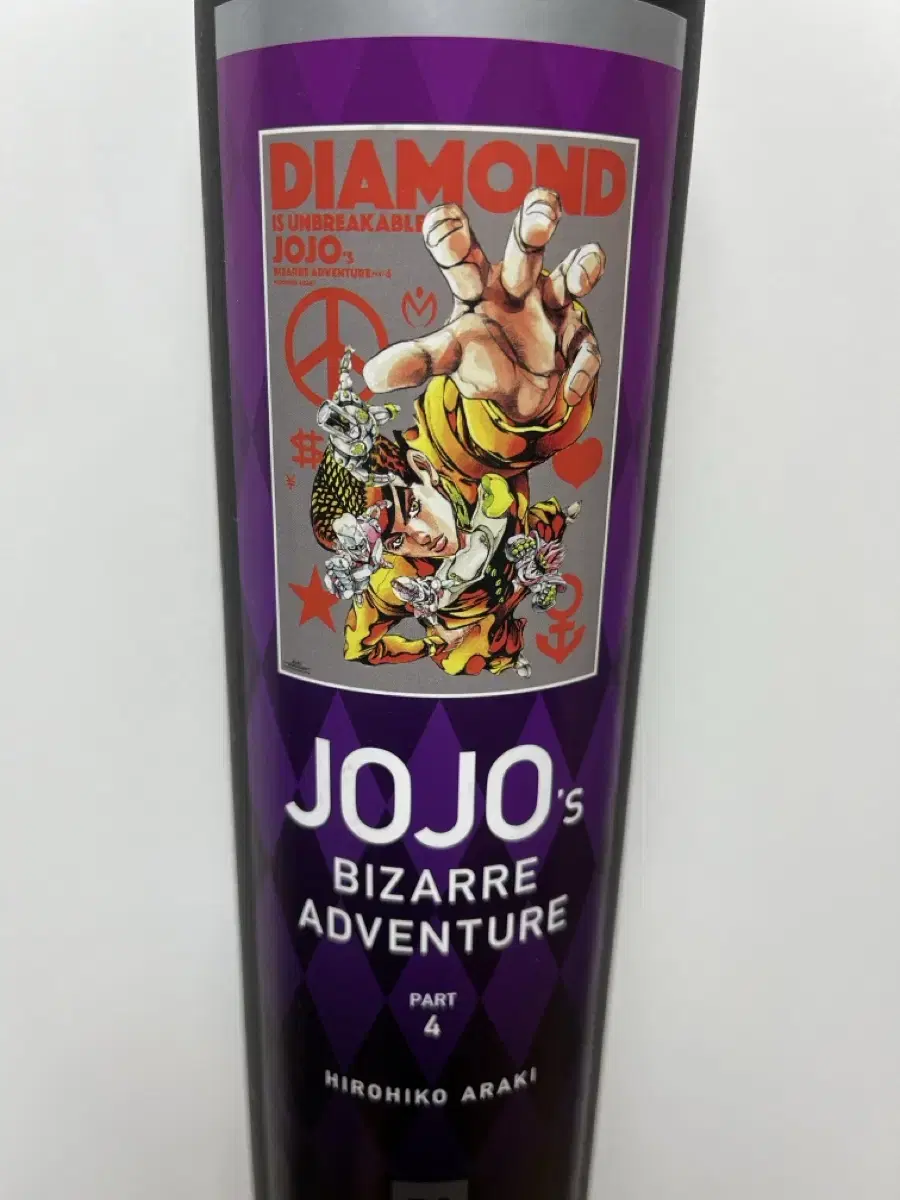 DIAMOND
IS UNBREAKABLE
JOJO's
BIZARRE ADVENTURE
$
¥
JOJO's
BIZARRE
ADVENTURE
PART
4
HIROHIKO ARAKI